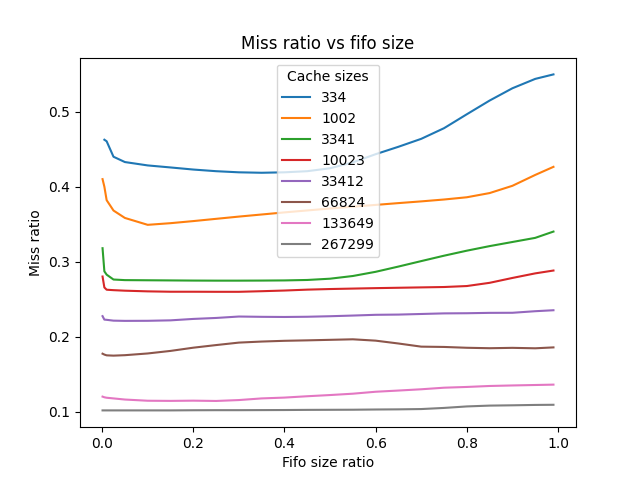 Miss ratio vs fifo size
Cache sizes
334
1002
3341
10023
33412
66824
133649
267299
0.5
0.4
0.3
0.2
0.1
Miss ratio
0.0 0.2 0.4 0.6 0.8 1.0
Fifo size ratio